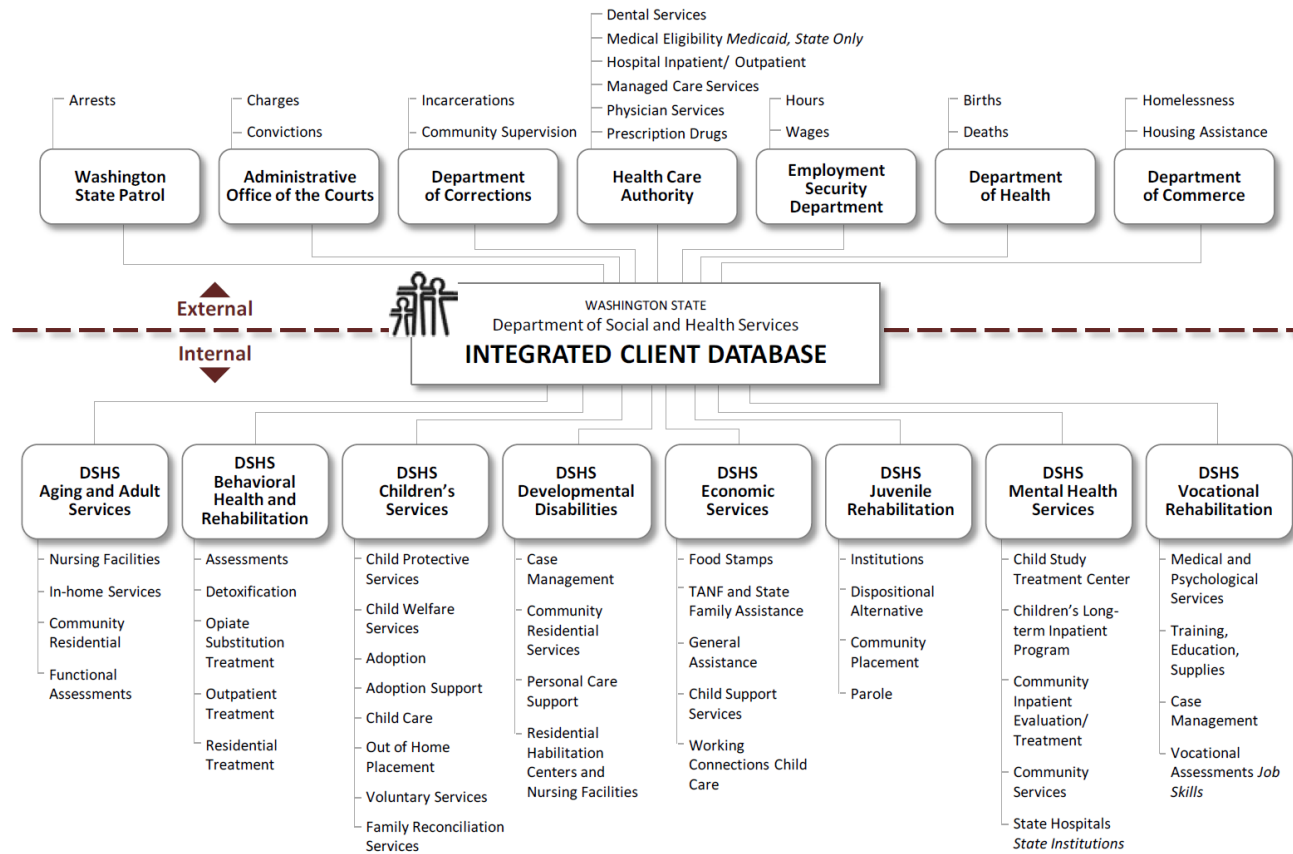 Dental Services
Medical Eligibility Medicaid, State Only
Hospital Inpatient/ Outpatient
Managed Care Services
Physician Services
Prescription Drugs
Arrests
Charges
Convictions
Incarcerations
Community Supervision
Hours
Wages
Births
Deaths
Homelessness
Housing Assistance
Washington
State Patrol
Administrative
Office of the Courts
Department
of Corrections
Health Care
Authority
Employment
Security
Department
Department
of Health
Department
of Commerce
External
Internal
WASHINGTON STATE
Department of Social and Health Services
INTEGRATED CLIENT DATABASE
DSHS
Aging and Adult
Services
Nursing Facilities
In-home Services
Community
Residential
Functional
Assessments
DSHS
Behavioral
Health and
Rehabilitation
Assessments
Detoxification
Opiate
Substitution
Treatment
Outpatient
Treatment
Residential
Treatment
DSHS
Children's
Services
Child Protective
Services
Child Welfare
Services
Adoption
Adoption Support
Child Care
Out of Home
Placement
Voluntary Services
Family Reconciliation
Services
DSHS
Developmental
Disabilities
Case
Management
Community
Residential
Services
Personal Care
Support
Residential
Habilitation
Centers and
Nursing Facilities
DSHS
Economic
Services
Food Stamps
TANF and State
Family Assistance
General
Assistance
Child Support
Services
Working
Connections Child
Care
DSHS
Juvenile
Rehabilitation
Institutions
Dispositional
Alternative
Community
Placement
Parole
DSHS
Mental Health
Services
Child Study
Treatment Center
Children's Long-
term Inpatient
Program
Community
Inpatient
Evaluation/
Treatment
Community
Services
State Hospitals
State Institutions
DSHS
Vocational
Rehabilitation
Medical and
Psychological
Services
Training,
Education,
Supplies
Case
Management
Vocational
Assessments Job
Skills